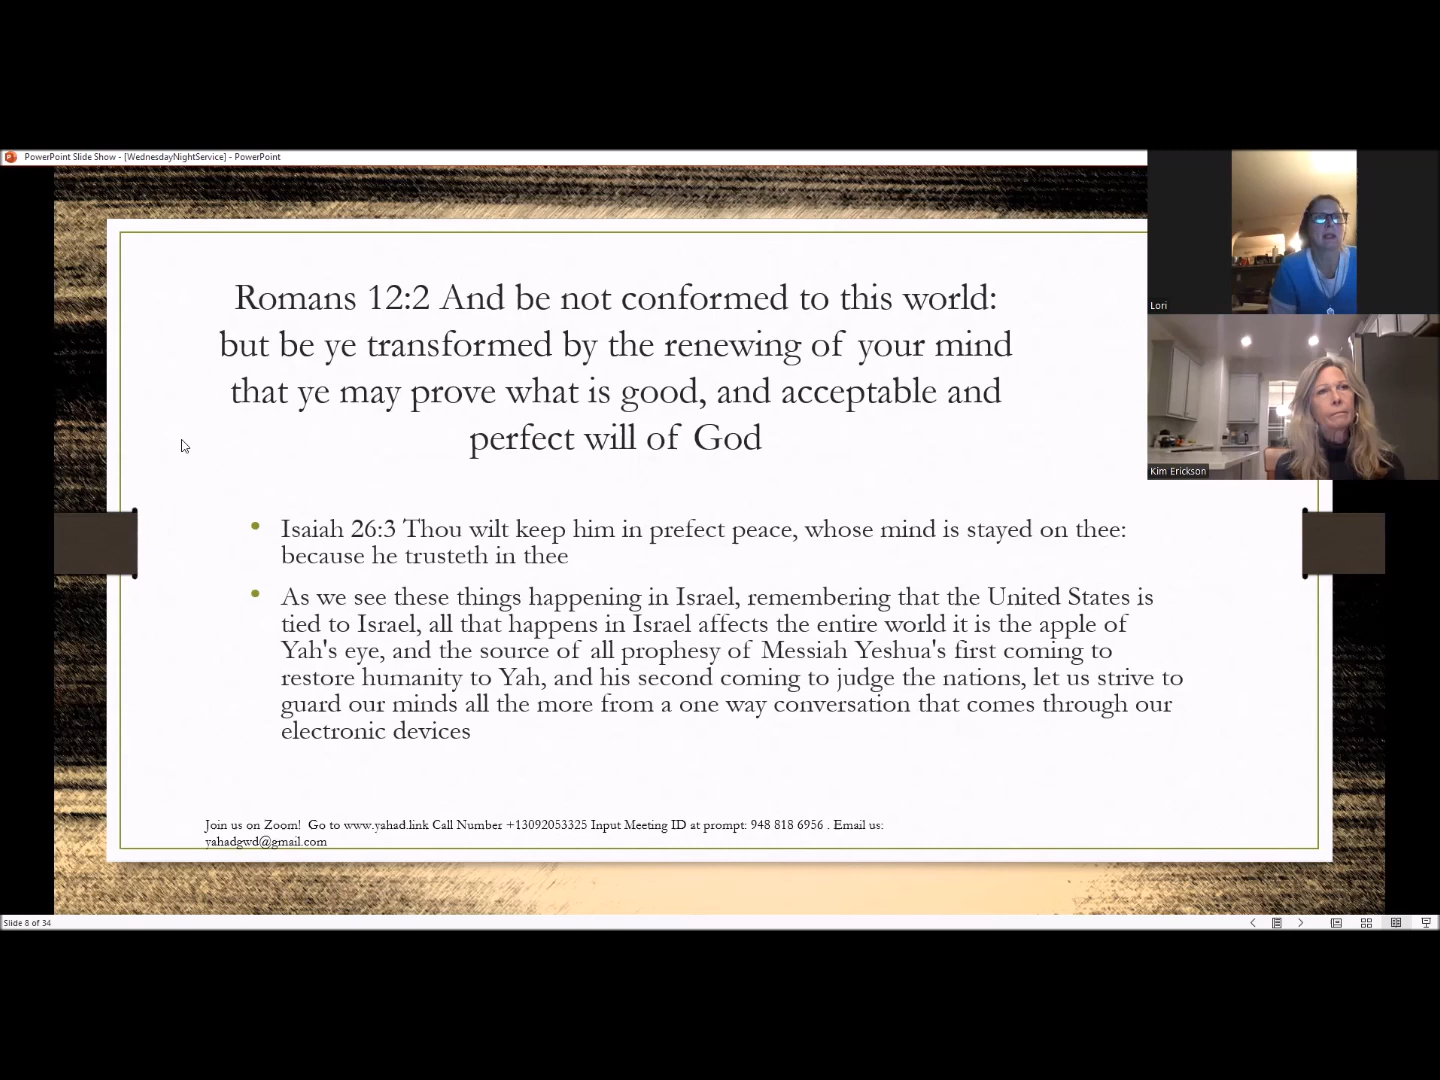 PowerPoint Slide Show - [WednesdayNightService] - PowerPoint
Romans 12:2 And be not conformed to this world:
but be ye transformed by the renewing of your mind
that ye may prove what is good, and acceptable and
perfect will of God
Lori
Kim Erickson
Isaiah 26:3 Thou wilt keep him in prefect peace, whose mind is stayed on thee:
because he trusteth in thee
As we see these things happening in Israel, remembering that the United States is
tied to Israel, all that happens in Israel affects the entire world it is the apple of
Yah's eye, and the source of all prophesy of Messiah Yeshua's first coming to
restore humanity to Yah, and his second coming to judge the nations, let us strive to
guard our minds all the more from a one way conversation that comes through our
electronic devices
Join us on Zoom! Go to www.yahad.link Call Number +13092053325 Input Meeting ID at prompt: 948 818 6956 . Email us:
yahadgwd@gmail.com
Slide 8 of 34